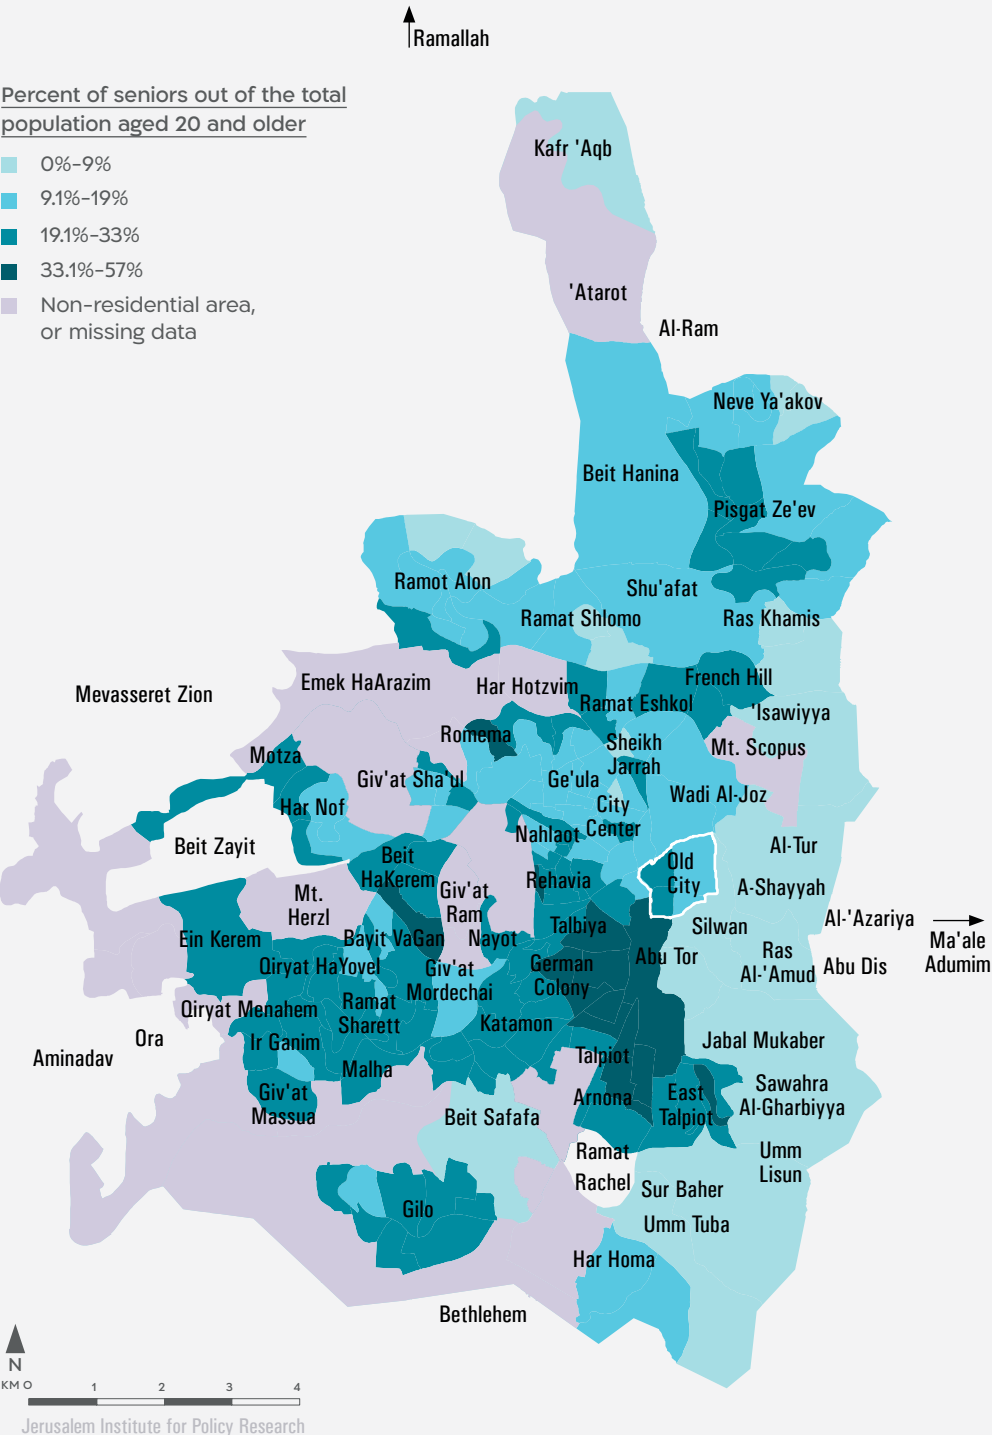 Ramallah
Percent of seniors out of the total
population aged 20 and older
0%-9%
9.1%-19%
19.1%-33%
33.1%-57%
Non-residential area,
or missing data
Kafr 'Aqb
'Atarot
Al-Ram
Neve Ya'akov
Beit Hanina
Pisgat Ze'ev
Ramot Alon
Shu'afat
Ramat Shlomo
Ras Khamis
Emek HaArazim
Har Hotzvim
French Hill
Mevasseret Zion
Ramat Eshkol
'Isawiyya
Romema
Sheikh
Jarrah
Mt. Scopus
Motza
Giv'at Sha'ul
Ge'ula
Wadi Al-Joz
Har Nof
City
Center
Nahlaot
Beit Zayit
Beit
HaKerem
Old
City
Al-Tur
Rehavia
A-Shayyah
Mt.
Herzl
Giv'at
Ram
Al-'Azariya
Ma'ale
Adumim
Ein Kerem
Bayit VaGan
Nayot
Talbiya
Silwan
Abu Tor
Ras
Al-'Amud
Abu Dis
Qiryat HaYovel
Giv'at
Mordechai
German
Colony
Qiryat Menahem
Ramat
Sharett
Katamon
Ora
Ir Ganim
Jabal Mukaber
Aminadav
Malha
Talpiot
Giv'at
Massua
Arnona
East
Talpiot
Sawahra
Al-Gharbiyya
Beit Safafa
Ramat
Rachel
Umm
Lisun
Sur Baher
Gilo
Umm Tuba
Har Homa
Bethlehem
N
KM 0 1 2 3 4
Jerusalem Institute for Policy Research